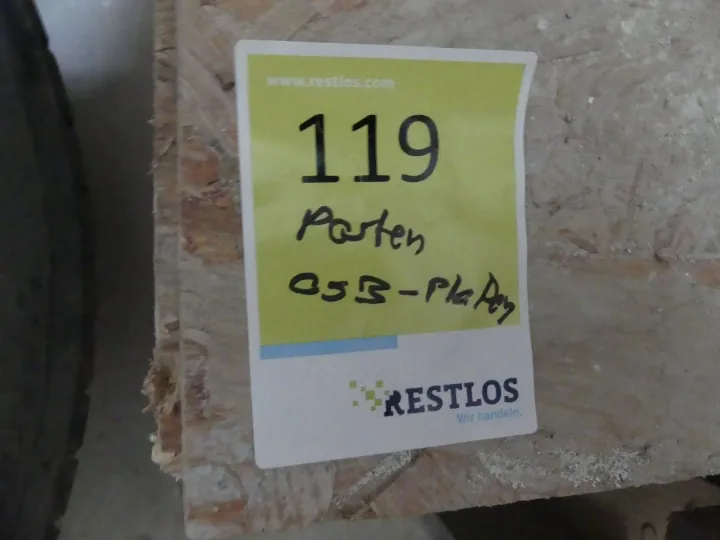 www.restlos.com
119
Posten
OSB-Platten
RESTLOS
Wir handeln.